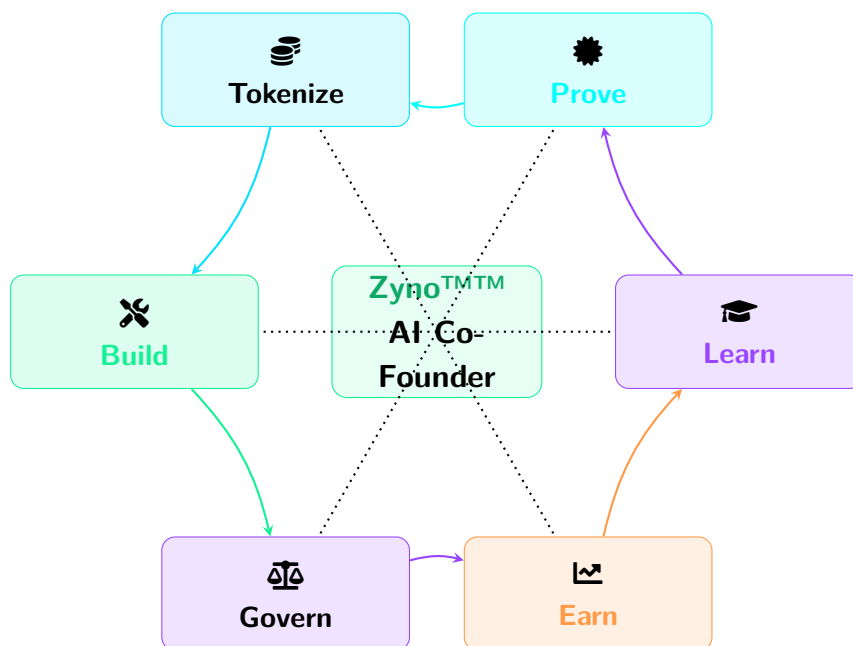 Tokenize
Prove
Zyno™™
AI Co-
Founder
Build
Learn
Govern
Earn